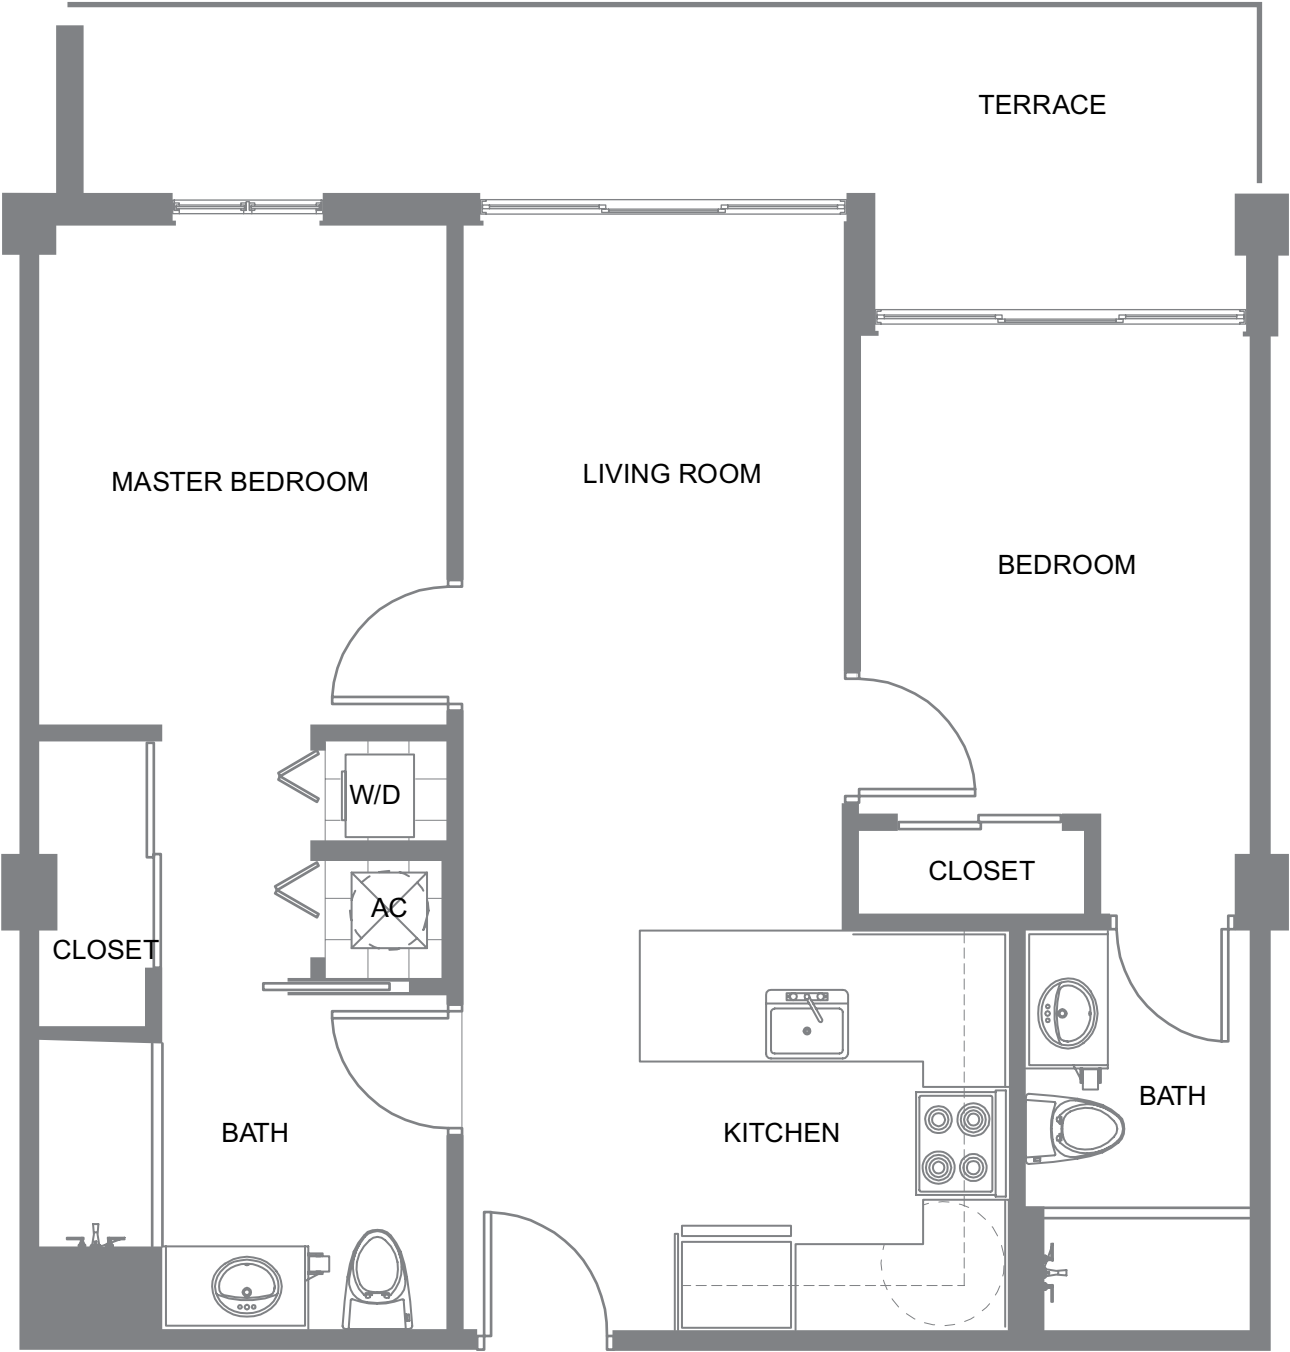 TERRACE
MASTER BEDROOM
LIVING ROOM
BEDROOM
W/D
CLOSET
AC
CLOSET
BATH
BATH
KITCHEN